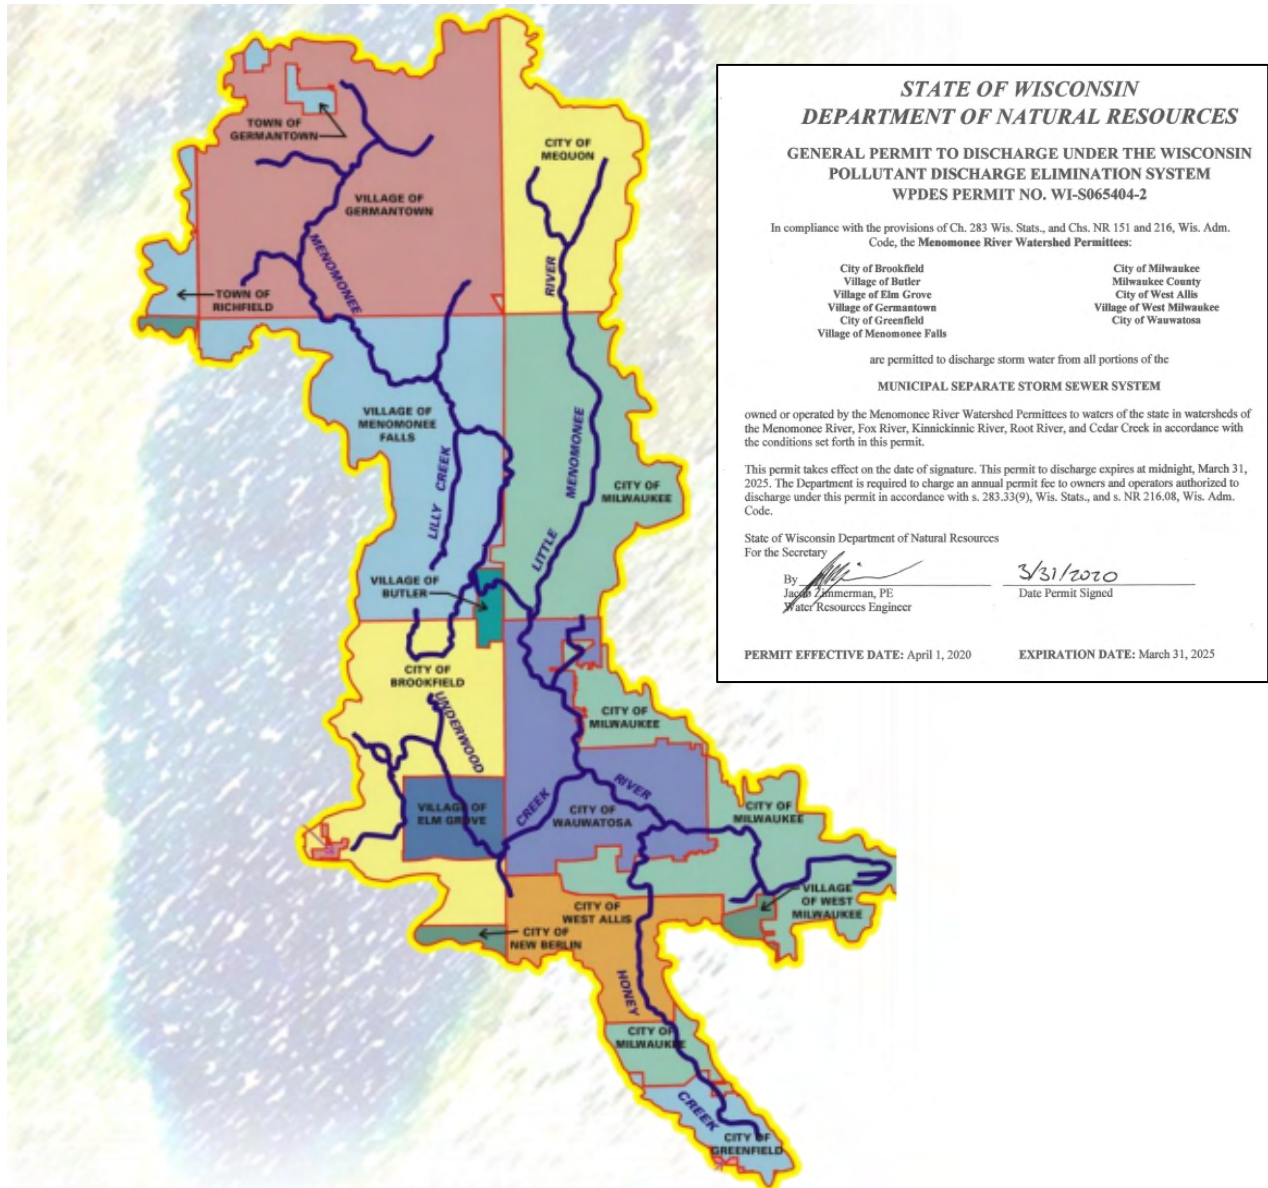 TOWN OF
GERMANTOWN
CITY OF
MEQUON
VILLAGE OF
GERMANTOWN
MENOMONEE
RIVER
TOWN OF
RICHFIELD
VILLAGE OF
MENOMONEE
FALLS
LILLY CREEK
LITTLE MENOMONEE
CITY OF
MILWAUKEE
VILLAGE OF
BUTLER
CITY OF
BROOKFIELD
UNDERWOOD
CITY OF
MILWAUKEE
VILLAGE OF
ELM GROVE
CREEK
RIVER
CITY OF
WAUWATOSA
CITY OF
MILWAUKEE
VILLAGE
OF WEST
MILWAUKEE
CITY OF
WEST ALLIS
CITY OF
NEW BERLIN
HONEY
CITY OF
MILWAUKEE
CREEK
CITY OF
GREENFIELD
STATE OF WISCONSIN
DEPARTMENT OF NATURAL RESOURCES
GENERAL PERMIT TO DISCHARGE UNDER THE WISCONSIN
POLLUTANT DISCHARGE ELIMINATION SYSTEM
WPDES PERMIT NO. WI-S065404-2
In compliance with the provisions of Ch. 283 Wis. Stats., and Chs. NR 151 and 216, Wis. Adm.
Code, the Menomonee River Watershed Permittees:
City of Brookfield
Village of Butler
Village of Elm Grove
Village of Germantown
City of Greenfield
Village of Menomonee Falls
City of Milwaukee
Milwaukee County
City of West Allis
Village of West Milwaukee
City of Wauwatosa
are permitted to discharge storm water from all portions of the
MUNICIPAL SEPARATE STORM SEWER SYSTEM
owned or operated by the Menomonee River Watershed Permittees to waters of the state in watersheds of
the Menomonee River, Fox River, Kinnickinnic River, Root River, and Cedar Creek in accordance with
the conditions set forth in this permit.
This permit takes effect on the date of signature. This permit to discharge expires at midnight, March 31,
2025. The Department is required to charge an annual permit fee to owners and operators authorized to
discharge under this permit in accordance with s. 283.33(9), Wis. Stats., and s. NR 216.08, Wis. Adm.
Code.
State of Wisconsin Department of Natural Resources
For the Secretary
By
3/31/2020
Jacob Zimmerman, PE
Date Permit Signed
Water Resources Engineer
PERMIT EFFECTIVE DATE: April 1, 2020
EXPIRATION DATE: March 31, 2025